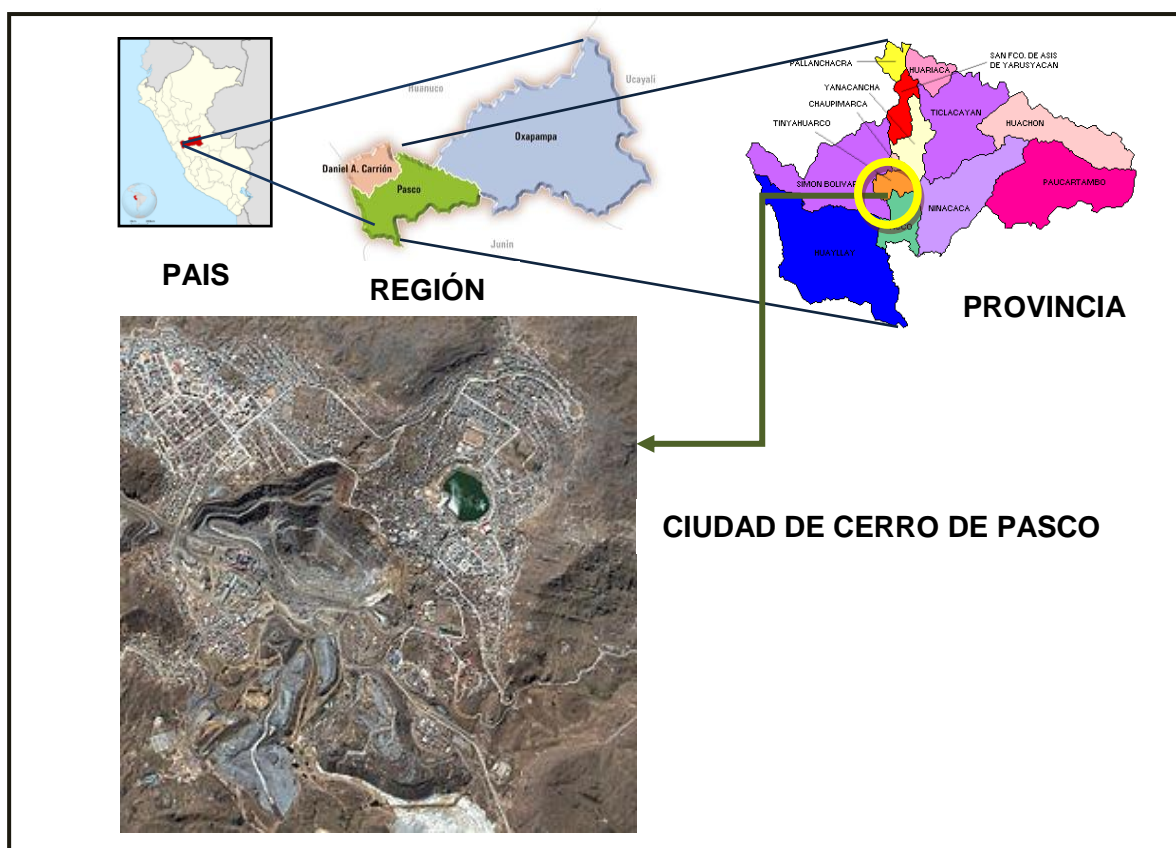 Huanuco
Ucayali
Oxapampa
Daniel A. Carrión
Pasco
Junin
PALLANCHACRA
HUARIACA
SAN FCO. DE ASIS
DE YARUSYACAN
YANACANCHA
CHAUPIMARCA
TINYAHUARCO
TICLACAYAN
HUACHON
SIMON BOLIVAR
NINACACA
PAUCARTAMBO
HUAYLLAY
PAIS
REGIÓN
PROVINCIA
CIUDAD DE CERRO DE PASCO